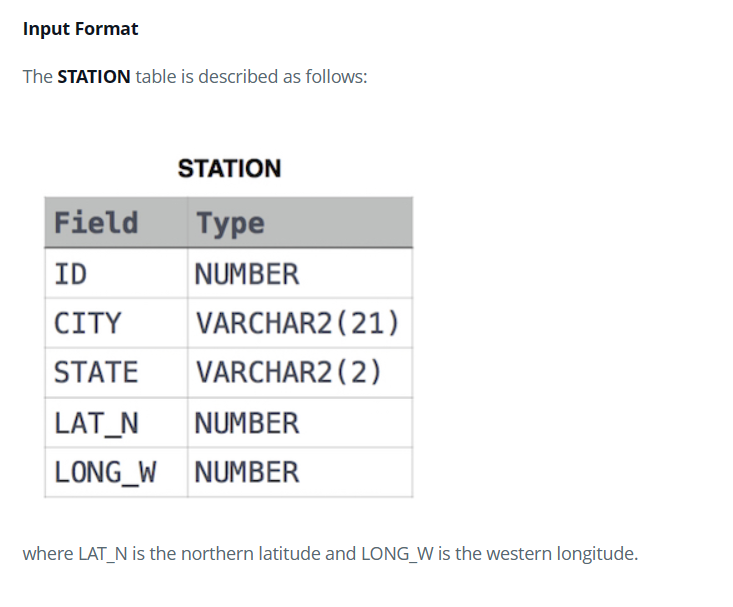 Input Format
The STATION table is described as follows:
STATION
Field Type
ID NUMBER
CITY VARCHAR2(21)
STATE VARCHAR2(2)
LAT_N NUMBER
LONG_W NUMBER
where LAT_N is the northern latitude and LONG_W is the western longitude.